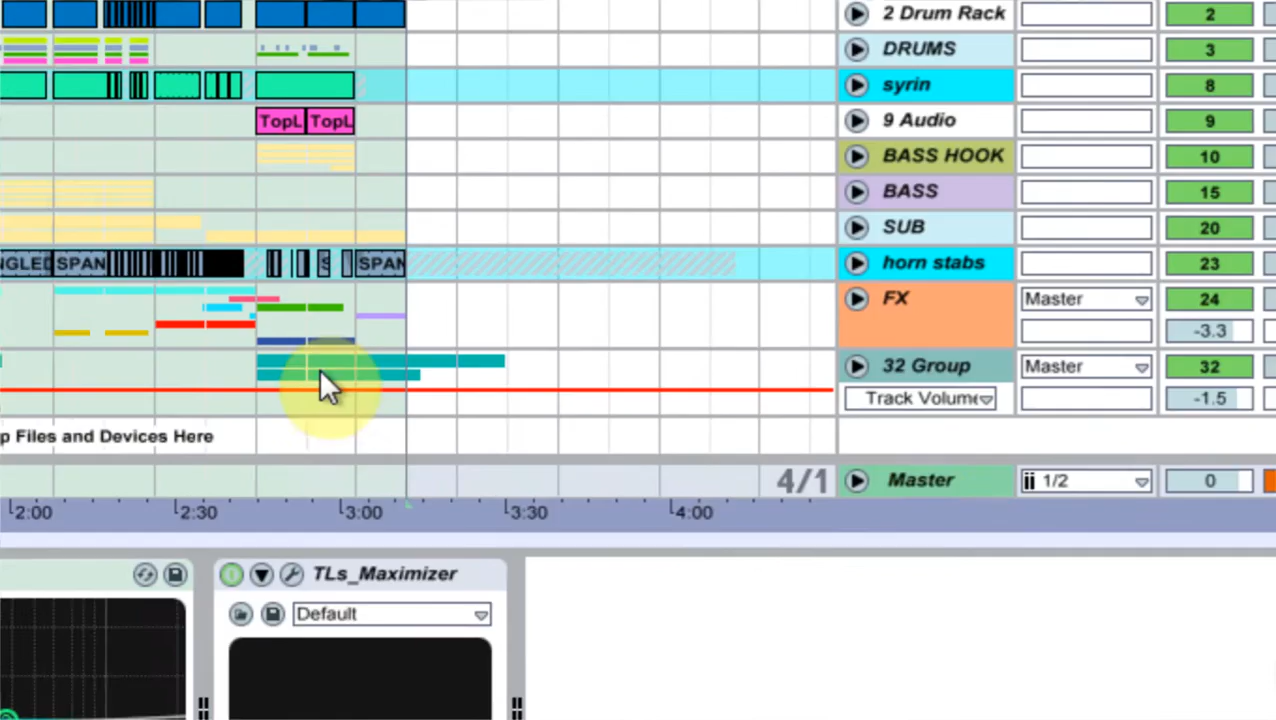 2 Drum Rack 2
DRUMS 3
syrin 8
TopL TopL 9 Audio 9
BASS HOOK 10
BASS 15
SUB 20
NGLED SPAN S SPAN horn stabs 23
FX Master 24
-3.3
32 Group Master 32
Track Volume -1.5
p Files and Devices Here
4/1 Master ii 1/2 0
2:00 2:30 3:00 3:30 4:00
TLs_Maximizer
Default